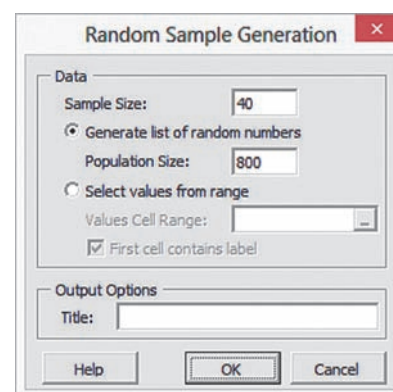 Random Sample Generation
Data
Sample Size: 40
Generate list of random numbers
Population Size: 800
Select values from range
Values Cell Range:
First cell contains label
Output Options
Title:
Help OK Cancel